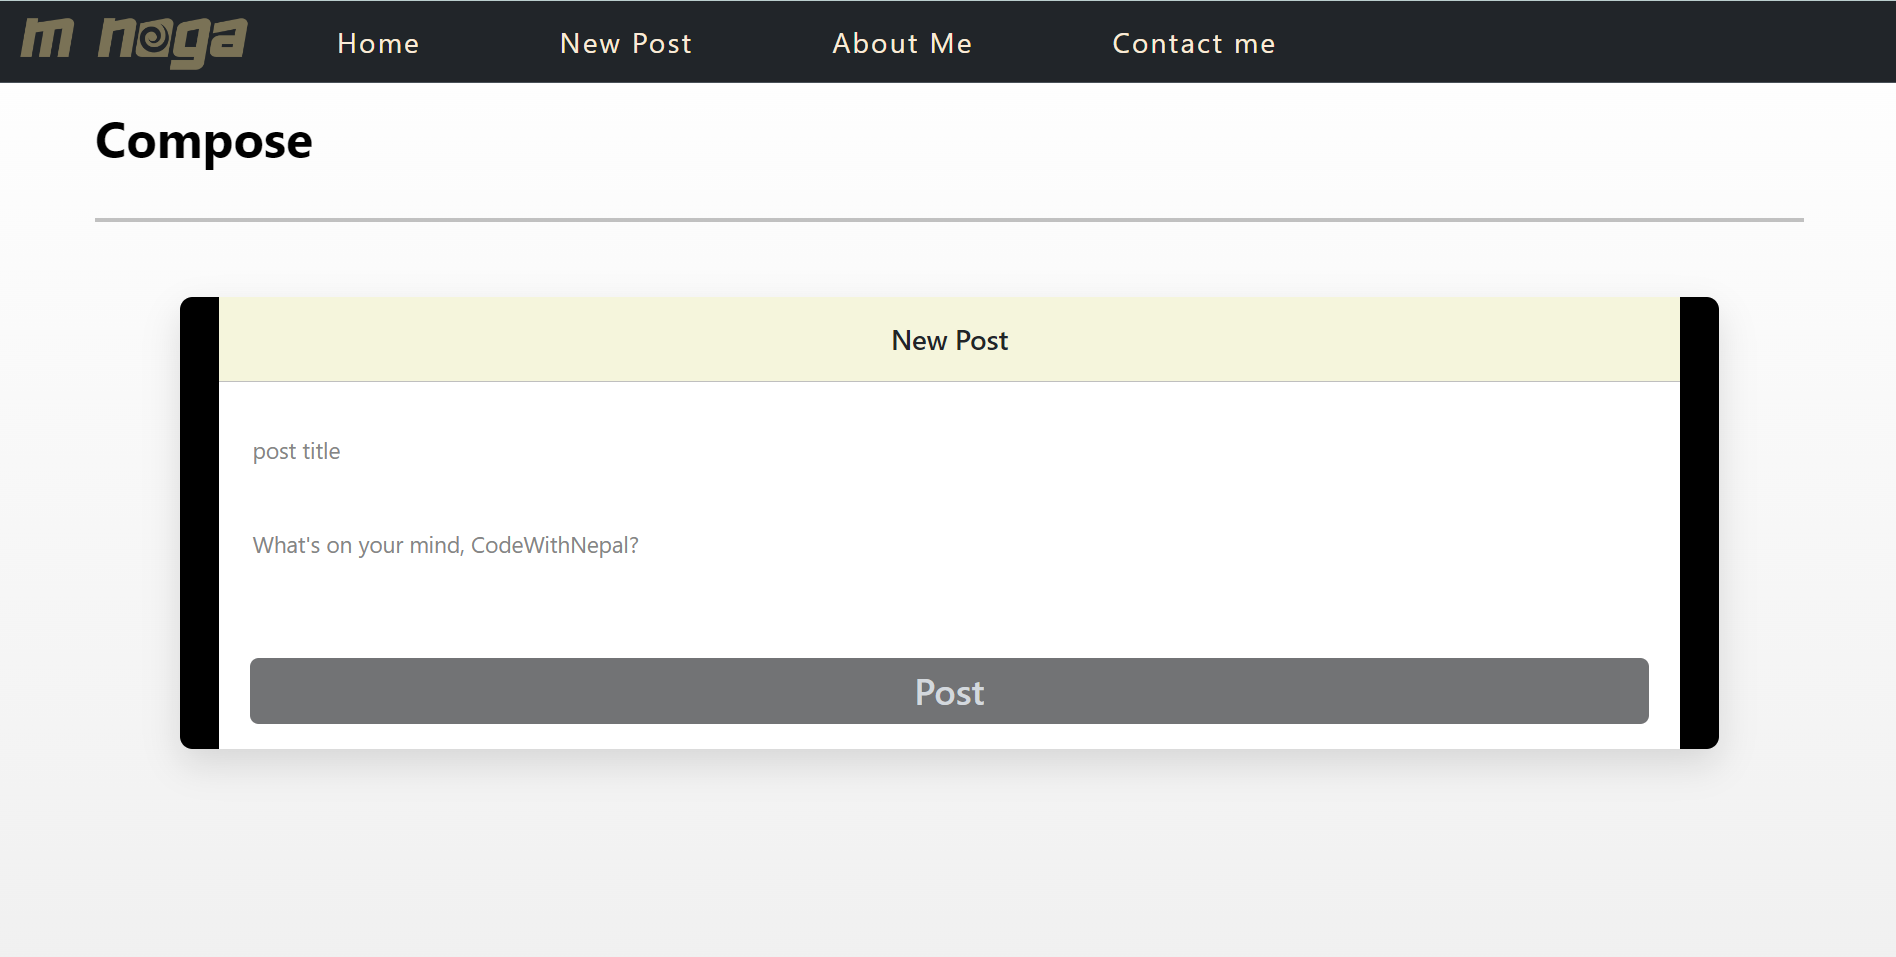 m noga
Home
New Post
About Me
Contact me
Compose
New Post
post title
What's on your mind, CodeWithNepal?
Post